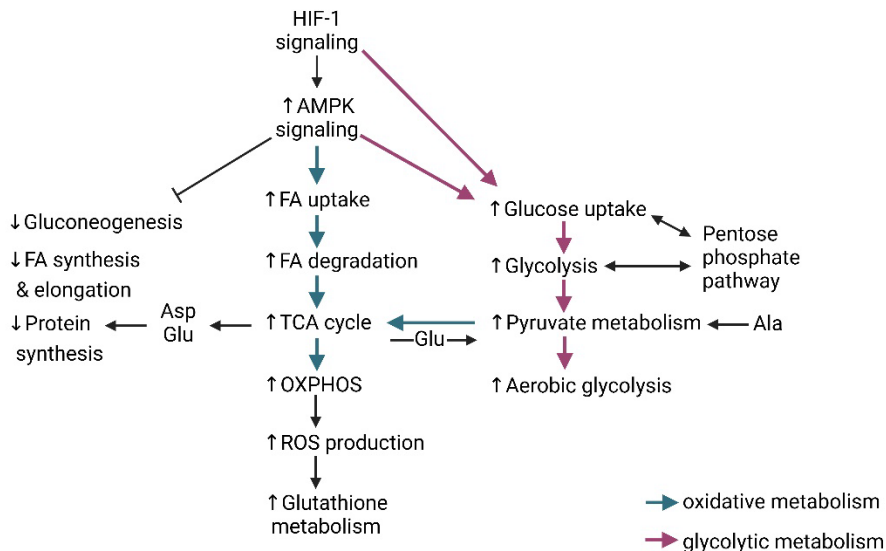 HIF-1
signaling
↑AMPK
signaling
↑FA uptake
↑Glucose uptake
↓Gluconeogenesis
Pentose
phosphate
pathway
↓FA synthesis
& elongation
↑FA degradation
↑Glycolysis
↓Protein
synthesis
Asp
Glu
↑TCA cycle
Glu
↑Pyruvate metabolism
Ala
↑OXPHOS
↑Aerobic glycolysis
↑ROS production
↑Glutathione
metabolism
oxidative metabolism
glycolytic metabolism